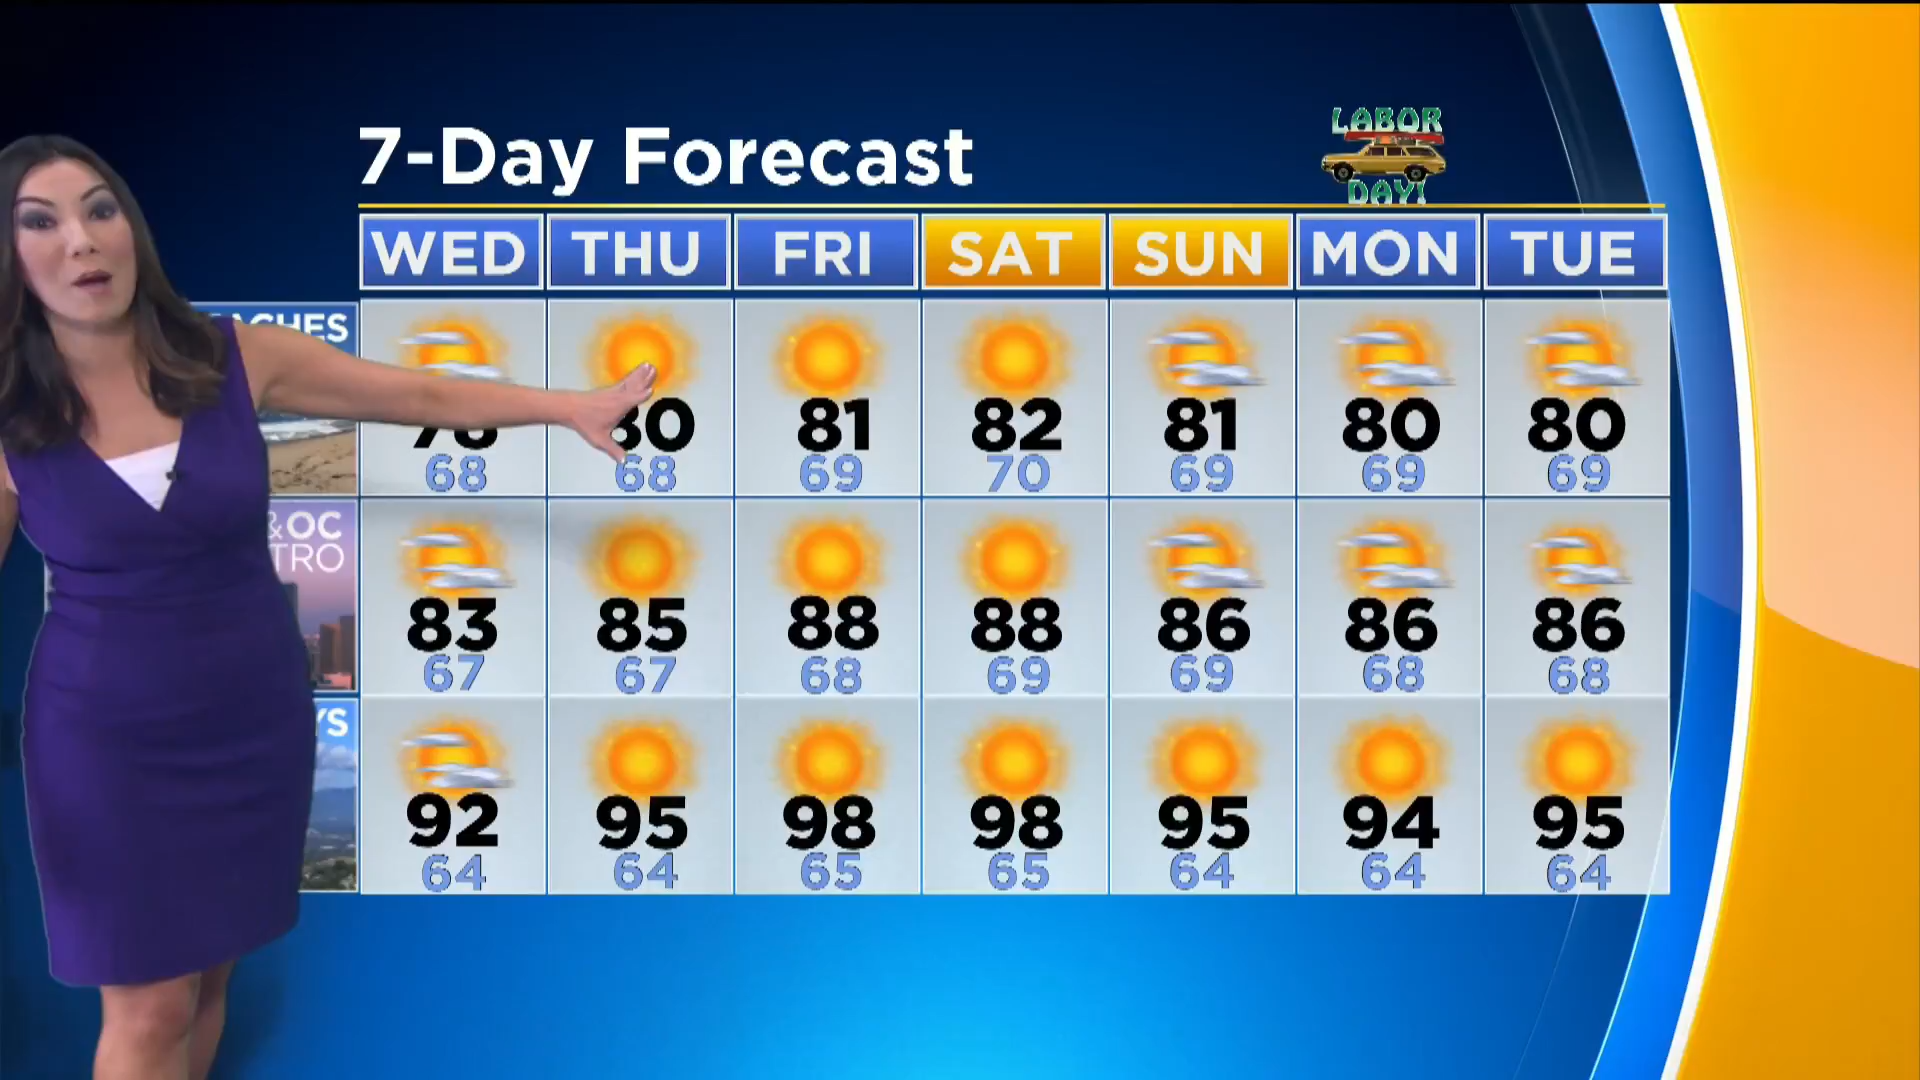 LABOR
DAY!
7-Day Forecast
WED THU FRI SAT SUN MON TUE
80 81 82 81 80 80
68 68 69 70 69 69 69
&OC
83 85 88 88 86 86 86
67 67 68 69 69 68 68
92 95 98 98 95 94 95
64 64 65 65 64 64 64